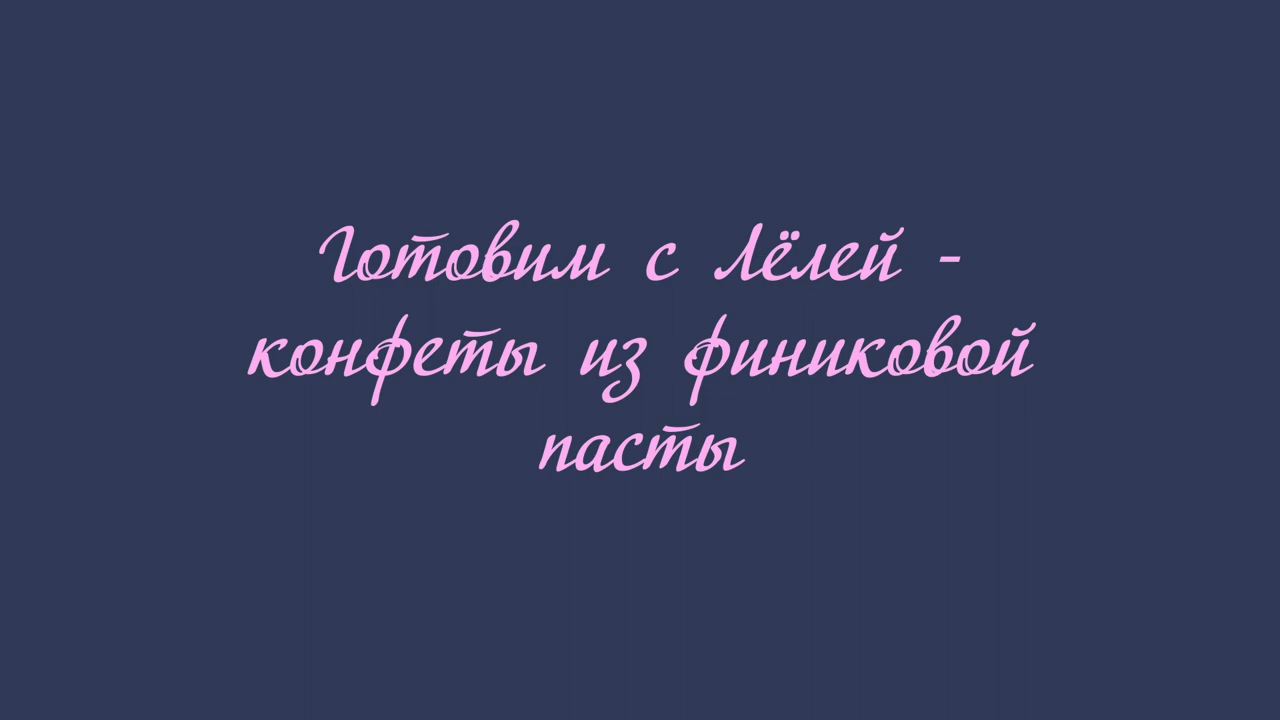 Готовим с Лёлей -
конфеты из финиковой
пасты